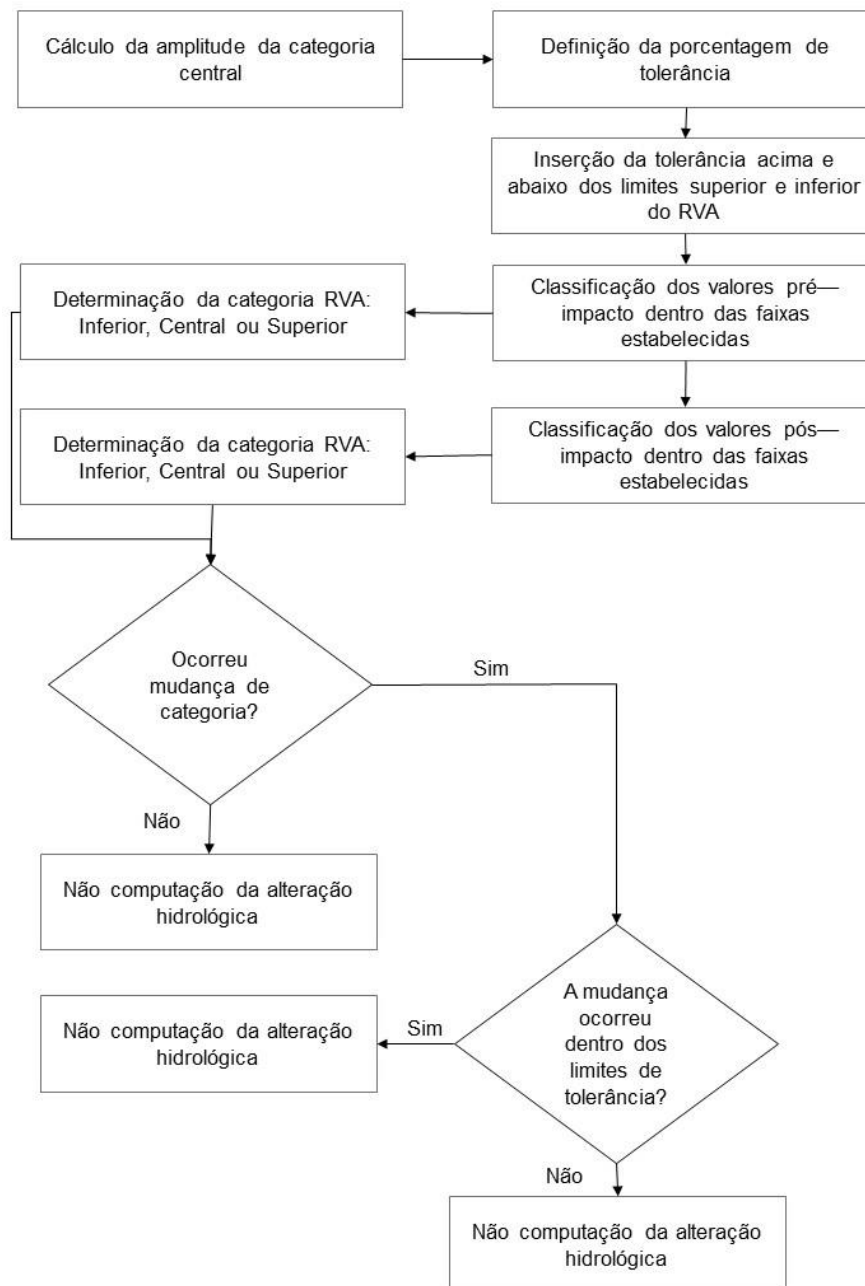 Cálculo da amplitude da categoria
central
Definição da porcentagem de
tolerância
Inserção da tolerância acima e
abaixo dos limites superior e inferior
do RVA
Determinação da categoria RVA:
Inferior, Central ou Superior
Classificação dos valores pré—
impacto dentro das faixas
estabelecidas
Determinação da categoria RVA:
Inferior, Central ou Superior
Classificação dos valores pós—
impacto dentro das faixas
estabelecidas
Ocorreu
mudança de
categoria?
Sim
Não
Não computação da alteração
hidrológica
A mudança
ocorreu
dentro dos
limites de
tolerância?
Sim
Não computação da alteração
hidrológica
Não
Não computação da alteração
hidrológica